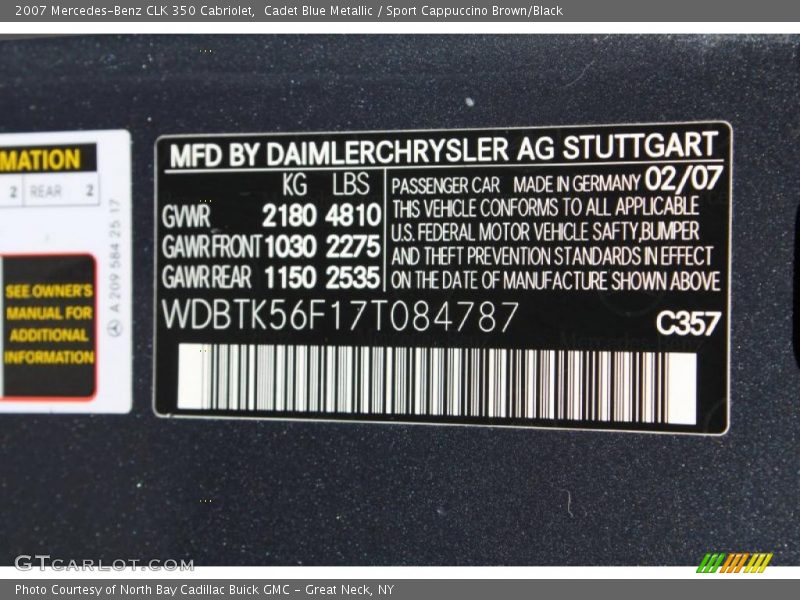 2007 Mercedes-Benz CLK 350 Cabriolet,  Cadet Blue Metallic / Sport Cappuccino Brown/Black
MATION
2 REAR 2
SEE OWNER'S
MANUAL FOR
ADDITIONAL
INFORMATION
A 209 584 25 17
MFD BY DAIMLERCHRYSLER AG STUTTGART
KG LBS
GVWR 2180 4810
GAWR FRONT 1030 2275
GAWR REAR 1150 2535
PASSENGER CAR MADE IN GERMANY 02/07
THIS VEHICLE CONFORMS TO ALL APPLICABLE
U.S. FEDERAL MOTOR VEHICLE SAFTY,BUMPER
AND THEFT PREVENTION STANDARDS IN EFFECT
ON THE DATE OF MANUFACTURE SHOWN ABOVE
WDBTK56F17T084787
C357
GTCARLOT.COM
Photo Courtesy of North Bay Cadillac Buick GMC - Great Neck, NY